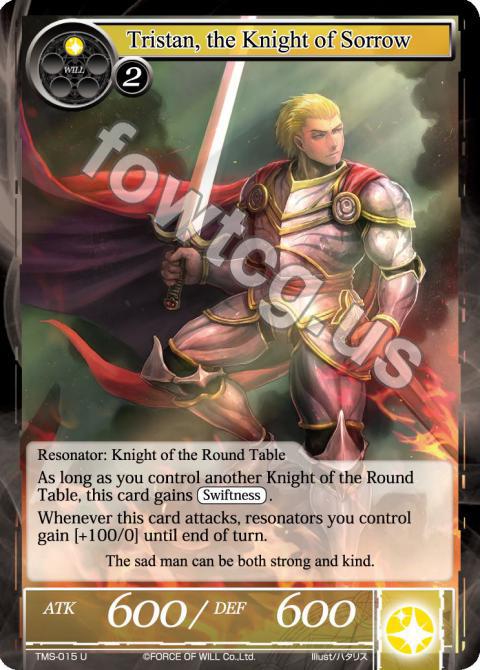 Tristan, the Knight of Sorrow
WILL
2
fowtcg.us
Resonator: Knight of the Round Table
As long as you control another Knight of the Round
Table, this card gains Swiftness.
Whenever this card attacks, resonators you control
gain [+100/0] until end of turn.
The sad man can be both strong and kind.
ATK 600 / DEF 600
TMS-015 U ©FORCE OF WILL Co.,Ltd. Illust/ハタリス